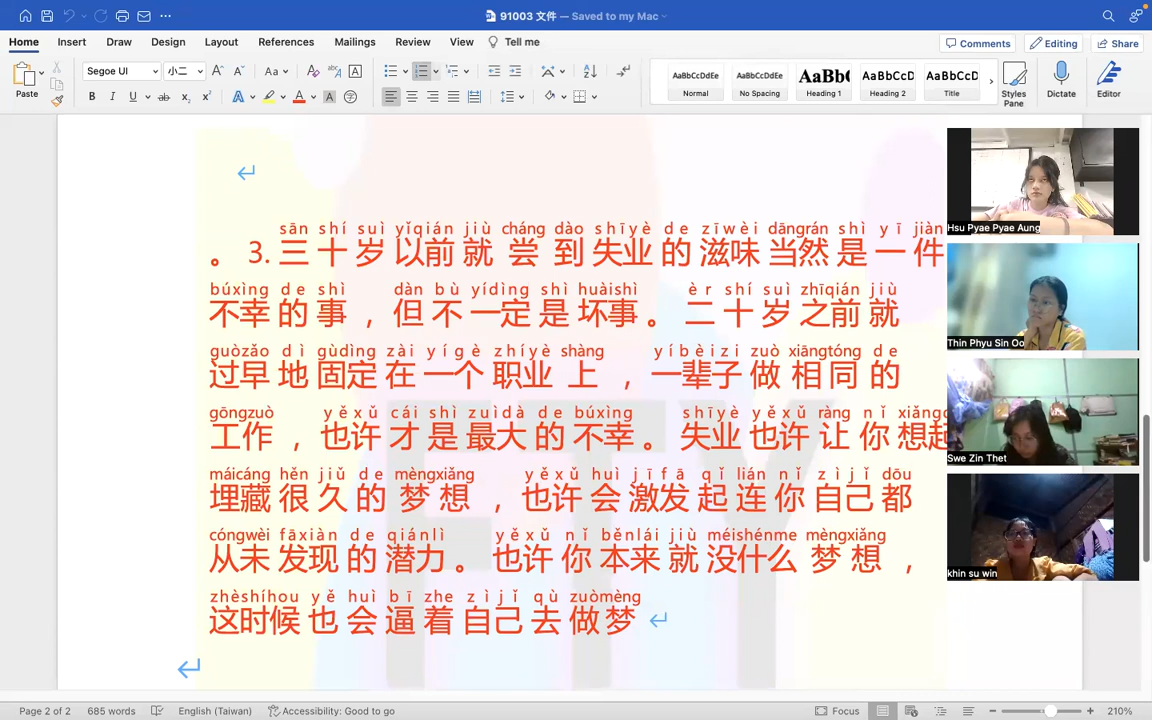 91003 文件 — Saved to my Mac
Home Insert Draw Design Layout References Mailings Review View Tell me Comments Editing Share
Paste Segoe UI 小二 Aa A A
B I U ab x₂ x² A A A 字
AaBbCcDdEe AaBbCcDdEe AaBb( AaBbCcD AaBbCcD
Normal No Spacing Heading 1 Heading 2 Title
Styles Pane Dictate Editor
sān shí suì yǐqián jiù cháng dào shīyè de zīwèi dāngrán shì yī jiàn
。 3. 三十岁以前就尝到失业的滋味当然是一件
búxìng de shì dàn bù yídìng shì huàishì èr shí suì zhīqián jiù
不幸的事，但不一定是坏事。二十岁之前就
guòzǎo dì gùdìng zài yígè zhíyè shàng yíbèizi zuò xiāngtóng de
过早地固定在一个职业上，一辈子做相同的
gōngzuò yěxǔ cái shì zuìdà de búxìng shīyè yěxǔ ràng nǐ
工作，也许才是最大的不幸。失业也许让你想起
máicáng hěn jiǔ de mèngxiǎng yěxǔ huì jīfā qǐ lián nǐ zìjǐ dōu
埋藏很久的梦想，也许会激发起连你自己都
cóngwèi fāxiàn de qiánlì yěxǔ nǐ běnlái jiù méishénme mèngxiǎng
从未发现的潜力。也许你本来就没什么梦想，
zhèshíhou yě huì bī zhe zìjǐ qù zuòmèng
这时候也会逼着自己去做梦
FTY
Hsu Pyae Pyae Aung
Thin Phyu Sin Oo
Swe Zin Thet
khin su win
Page 2 of 2 685 words English (Taiwan) Accessibility: Good to go Focus 210%